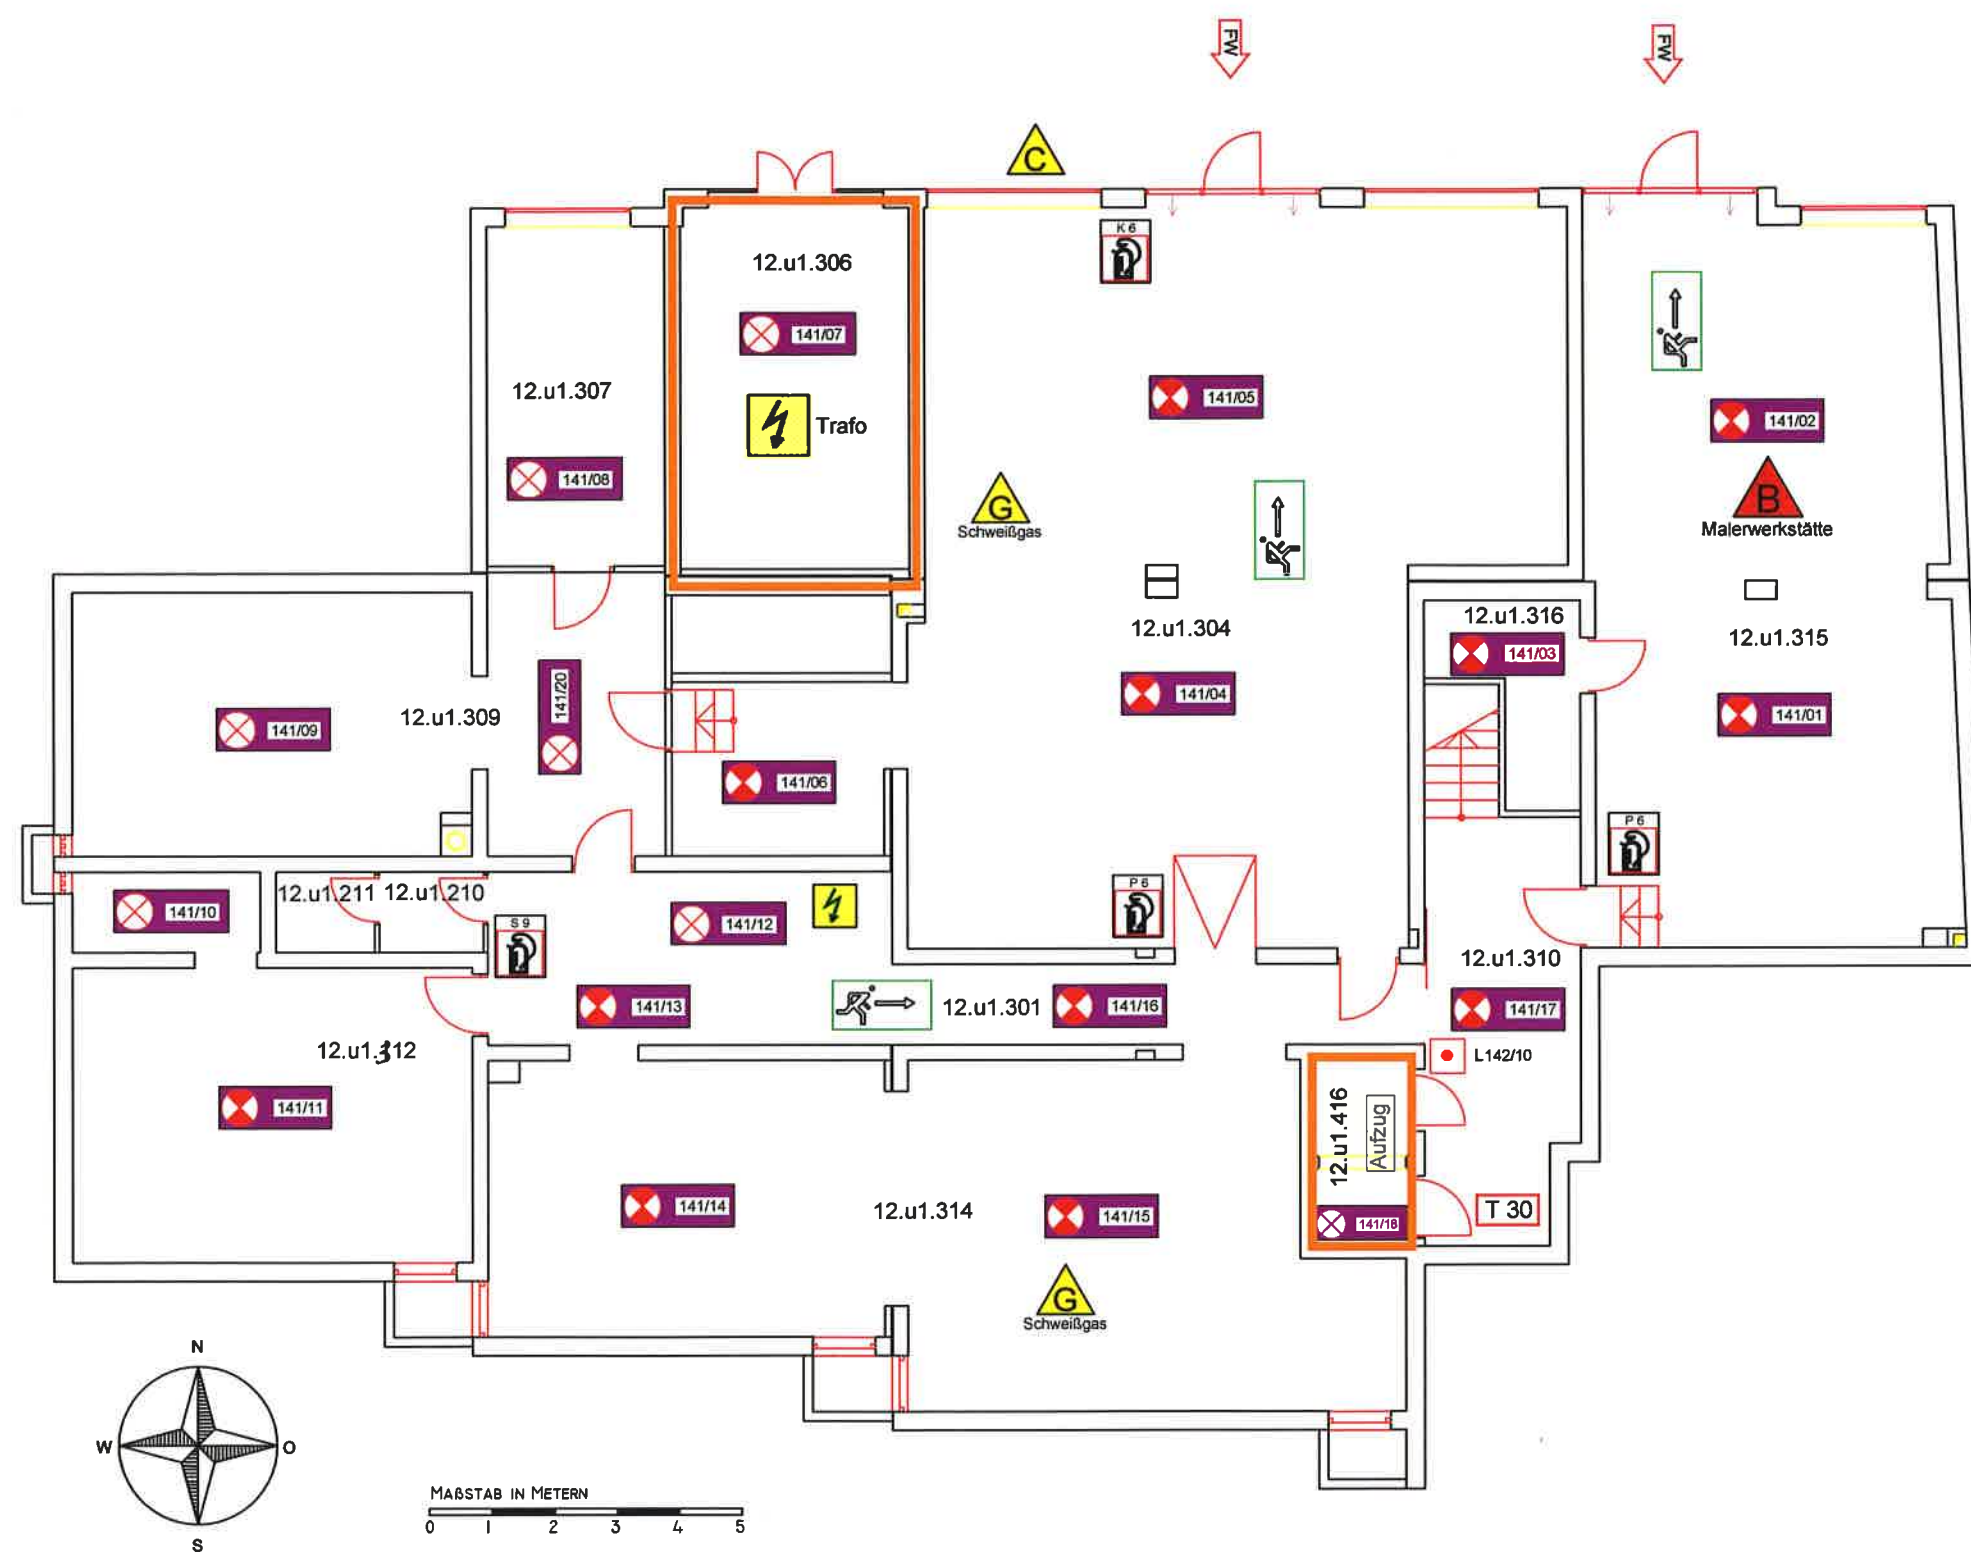 FW
FW
C
K 6
12.u1.306
141/07
Trafo
12.u1.307
141/08
141/05
141/02
G
Schweißgas
B
Malerwerkstätte
12.u1.304
12.u1.316
141/03
12.u1.315
141/20
12.u1.309
141/09
141/04
141/01
141/06
P 6
12.u1.211
12.u1.210
141/10
S 9
141/12
P 6
12.u1.310
141/13
12.u1.301
141/16
141/17
12.u1.312
L142/10
141/11
12.u1.416
Aufzug
141/14
12.u1.314
141/15
141/18
T 30
G
Schweißgas
N
W
O
S
MAßSTAB IN METERN
0 1 2 3 4 5